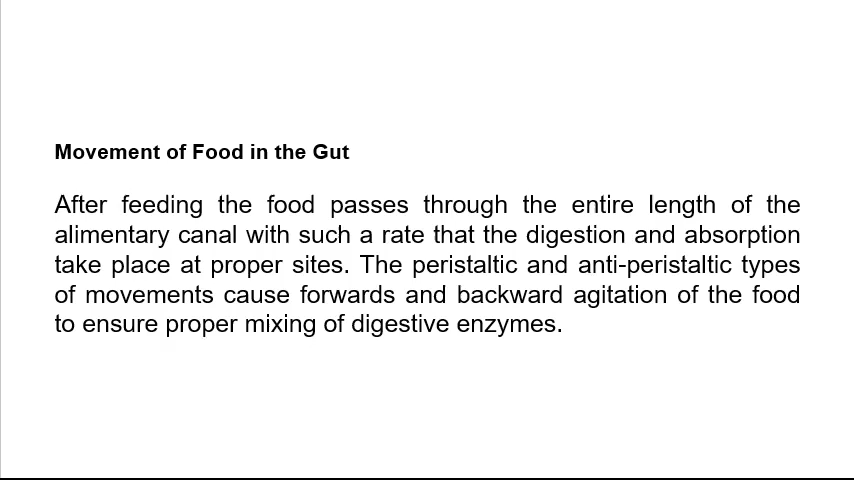 Movement of Food in the Gut
After feeding the food passes through the entire length of the
alimentary canal with such a rate that the digestion and absorption
take place at proper sites. The peristaltic and anti-peristaltic types
of movements cause forwards and backward agitation of the food
to ensure proper mixing of digestive enzymes.